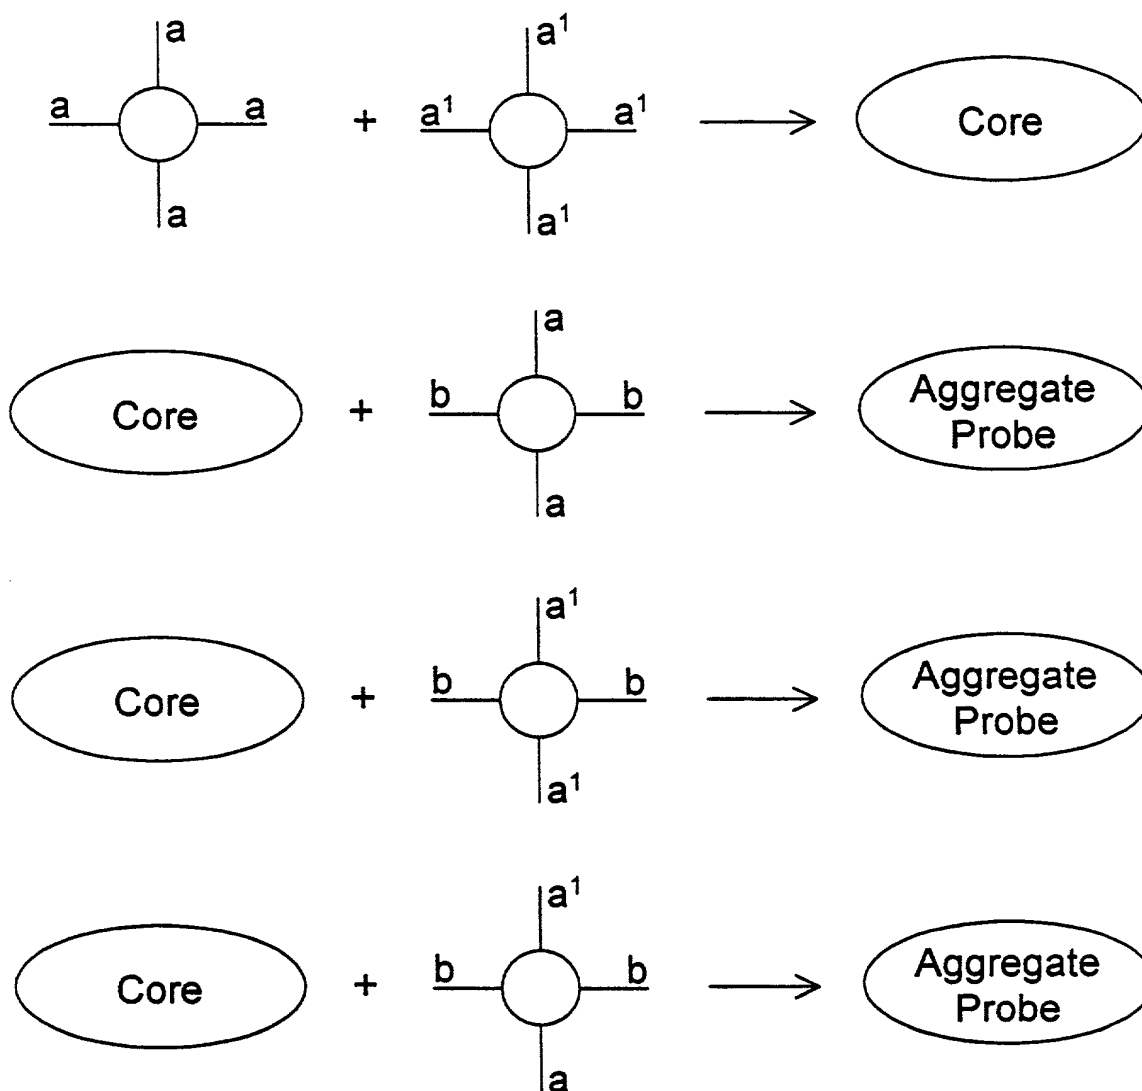 a a¹
a a + a¹ a¹ Core
a a¹
a
Core + b b Aggregate
Probe
a
a¹
Core + b b Aggregate
Probe
a¹
a¹
Core + b b Aggregate
Probe
a